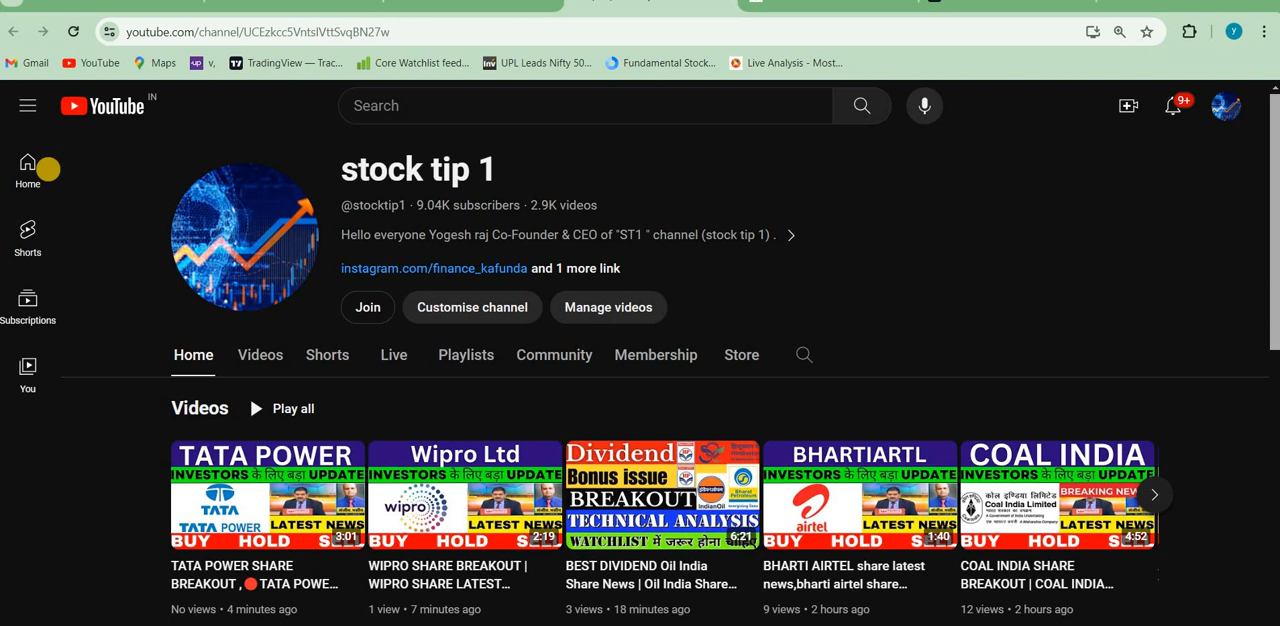 youtube.com/channel/UCEzkcc5VntsIVttSvqBN27w
y
Gmail YouTube Maps up v, TradingView — Trac... Core Watchlist feed... Inv UPL Leads Nifty 50... Fundamental Stock... Live Analysis - Most...
YouTube IN
Search
9+
Home
Shorts
Subscriptions
You
stock tip 1
@stocktip1 · 9.04K subscribers · 2.9K videos
Hello everyone Yogesh raj Co-Founder & CEO of "ST1 " channel (stock tip 1) .
instagram.com/finance_kafunda and 1 more link
Join Customise channel Manage videos
Home Videos Shorts Live Playlists Community Membership Store
Videos Play all
TATA POWER
INVESTORS के लिए बड़ा UPDATE
TATA
TATA POWER
LATEST NEWS
BUY HOLD
3:01
TATA POWER SHARE
BREAKOUT ,🔴TATA POWE...
No views • 4 minutes ago
Wipro Ltd
INVESTORS के लिए बड़ा UPDATE
wipro
LATEST NEWS
BUY HOLD
2:19
WIPRO SHARE BREAKOUT |
WIPRO SHARE LATEST...
1 view • 7 minutes ago
Dividend
Bonus issue
BREAKOUT
IndianOil
TECHNICAL ANALYSIS
WATCHLIST में जरूर होना चाहिए
6:21
BEST DIVIDEND Oil India
Share News | Oil India Share...
3 views • 18 minutes ago
BHARTIARTL
INVESTORS के लिए बड़ा UPDATE
airtel
LATEST NEWS
BUY HOLD
1:40
BHARTI AIRTEL share latest
news,bharti airtel share...
9 views • 2 hours ago
COAL INDIA
INVESTORS के लिए बड़ा UPDATE
कोल इण्डिया लिमिटेड
Coal India Limited
BREAKING NEW
LATEST NEWS
BUY HOLD
4:52
COAL INDIA SHARE
BREAKOUT | COAL INDIA...
12 views • 2 hours ago